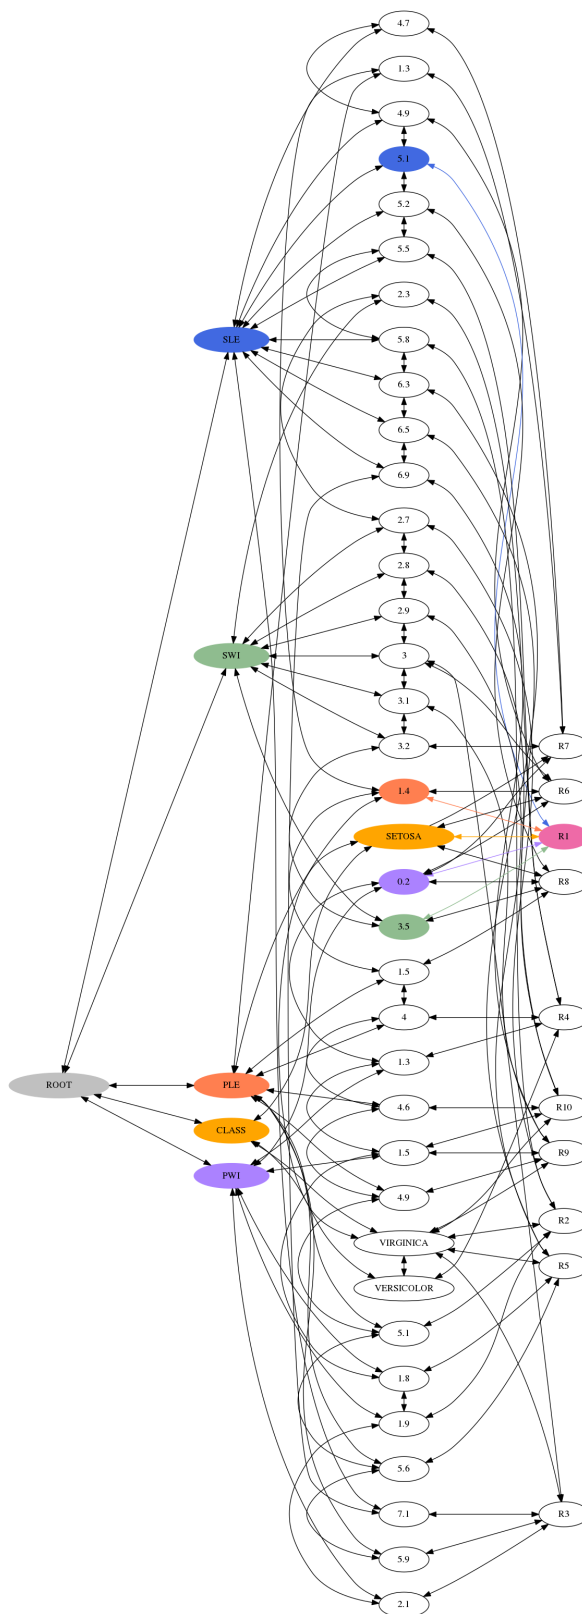 4.7
1.3
4.9
5.1
5.2
5.5
2.3
SLE
5.8
6.3
6.5
6.9
2.7
2.8
2.9
SWI
3
3.1
3.2
R7
1.4
R6
SETOSA
R1
0.2
R8
3.5
1.5
4
R4
1.3
ROOT
PLE
4.6
R10
CLASS
1.5
R9
PWI
4.9
R2
VIRGINICA
R5
VERSICOLOR
5.1
1.8
1.9
5.6
7.1
R3
5.9
2.1